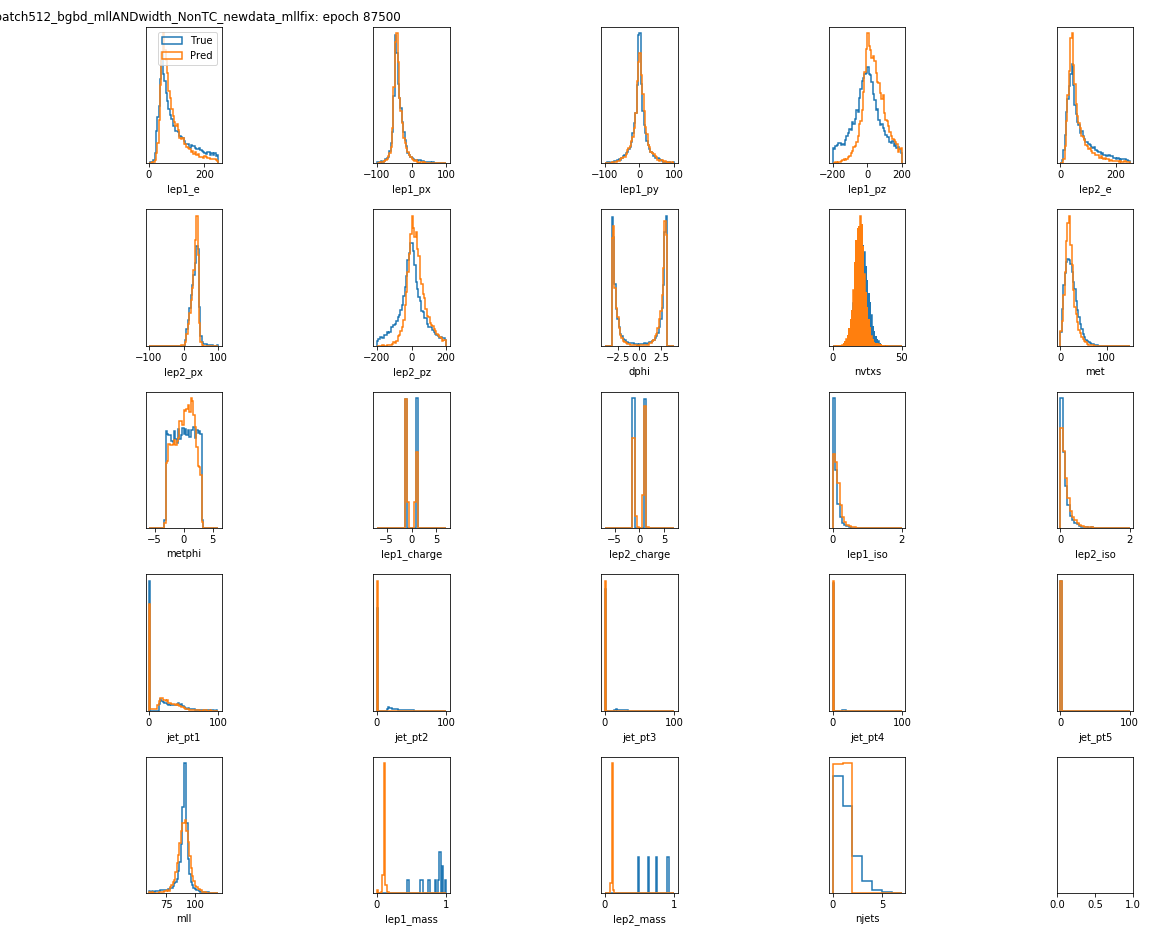 batch512_bgbd_mllANDwidth_NonTC_newdata_mllfix: epoch 87500
True
Pred
0 200
lep1_e
−100 0 100
lep1_px
−100 0 100
lep1_py
−200 0 200
lep1_pz
0 200
lep2_e
−100 0 100
lep2_px
−200 0 200
lep2_pz
−2.5 0.0 2.5
dphi
0 50
nvtxs
0 100
met
−5 0 5
metphi
−5 0 5
lep1_charge
−5 0 5
lep2_charge
0 2
lep1_iso
0 2
lep2_iso
0 100
jet_pt1
0 100
jet_pt2
0 100
jet_pt3
0 100
jet_pt4
0 100
jet_pt5
75 100
mll
0 1
lep1_mass
0 1
lep2_mass
0 5
njets
0.0 0.5 1.0